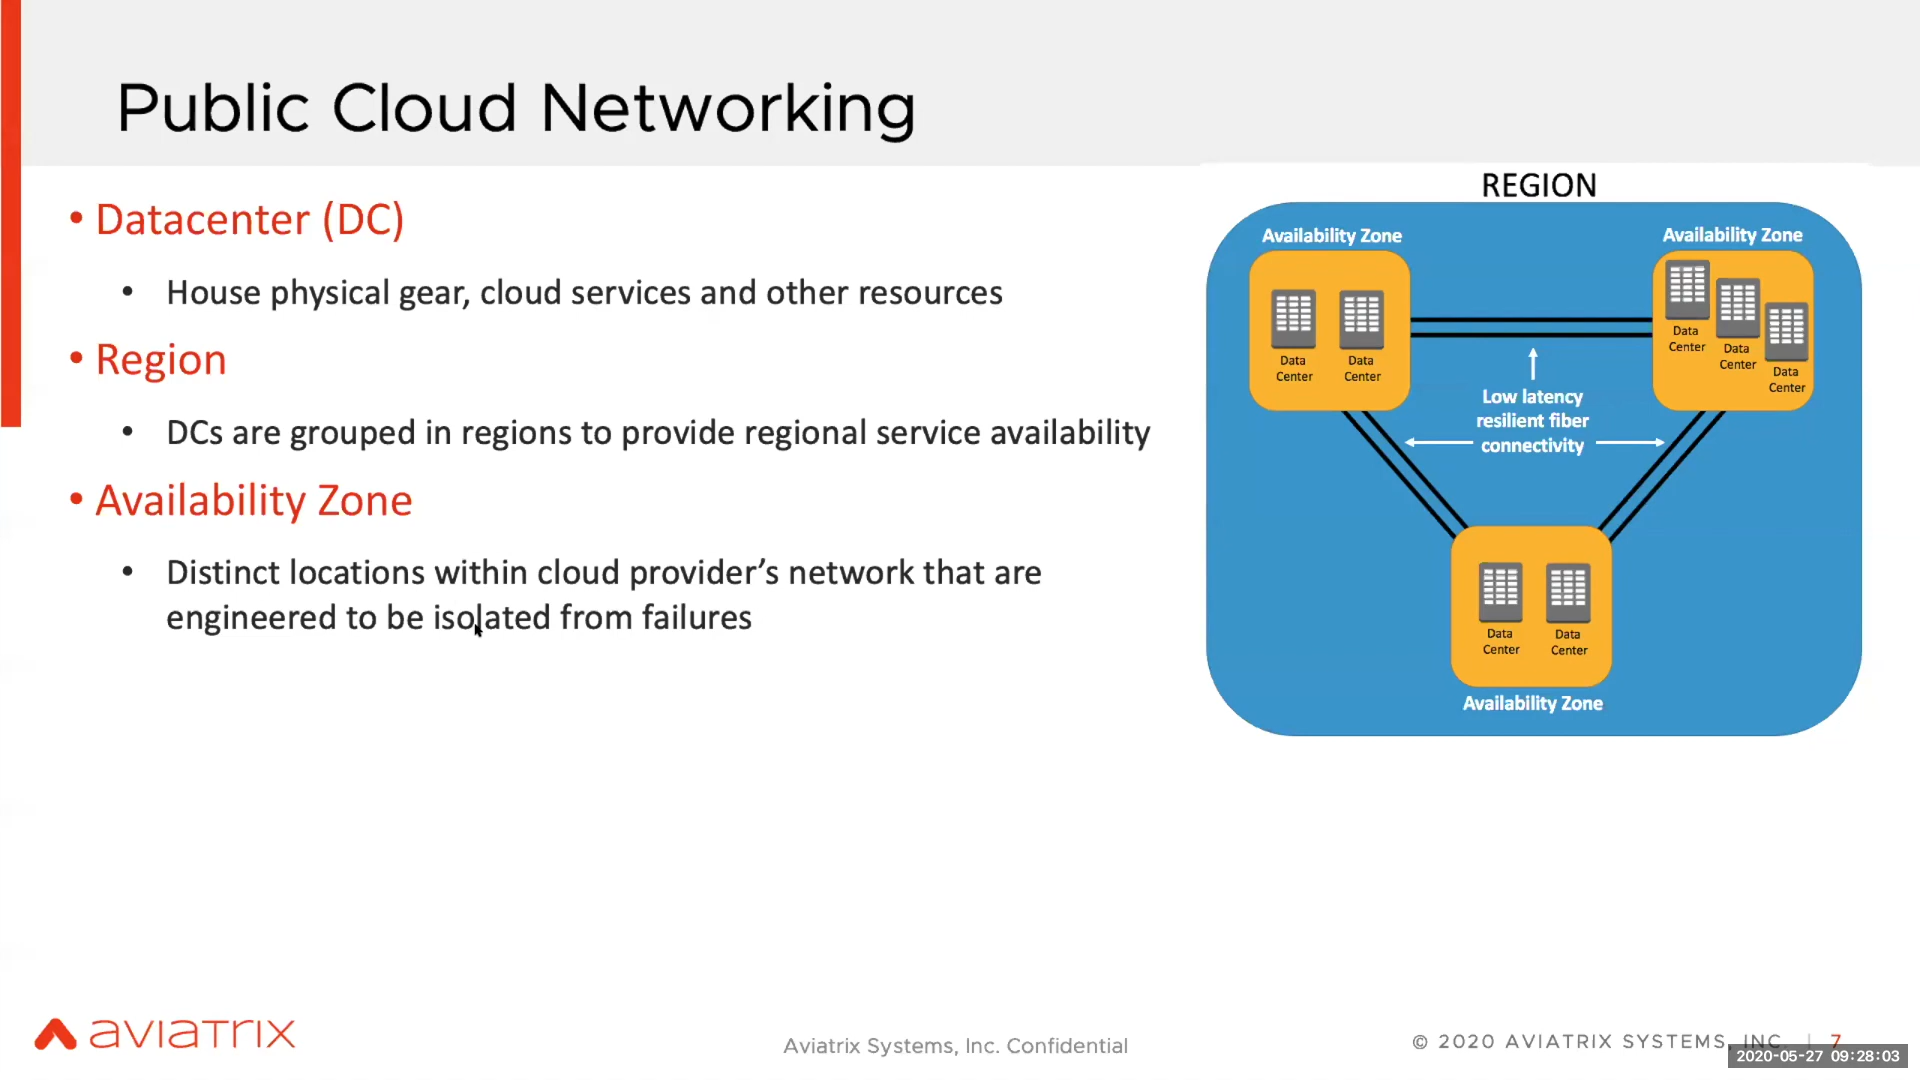 Public Cloud Networking
• Datacenter (DC)
• House physical gear, cloud services and other resources
• Region
• DCs are grouped in regions to provide regional service availability
• Availability Zone
• Distinct locations within cloud provider’s network that are
engineered to be isolated from failures
REGION
Availability Zone
Data
Center
Data
Center
Availability Zone
Data
Center
Data
Center
Data
Center
Low latency
resilient fiber
connectivity
Data
Center
Data
Center
Availability Zone
aviatrix
Aviatrix Systems, Inc. Confidential
© 2020 AVIATRIX SYSTEMS, INC. | 7
2020-05-27 09:28:03